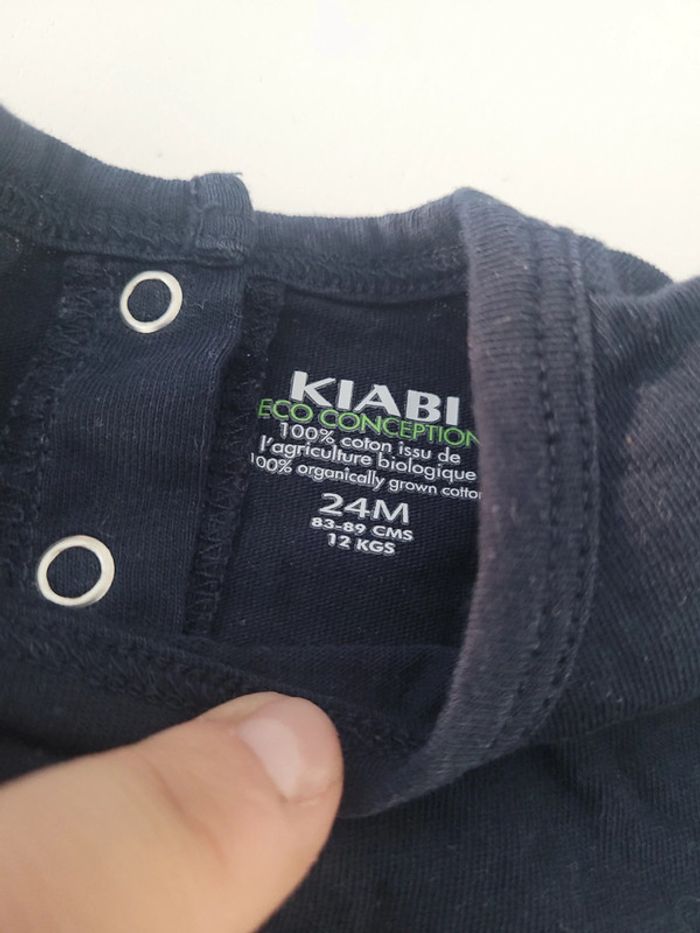 KIABI
ECO CONCEPTION
100% coton issu de
l'agriculture biologique
100% organically grown cotton
24M
83-89 CMS
12 KGS